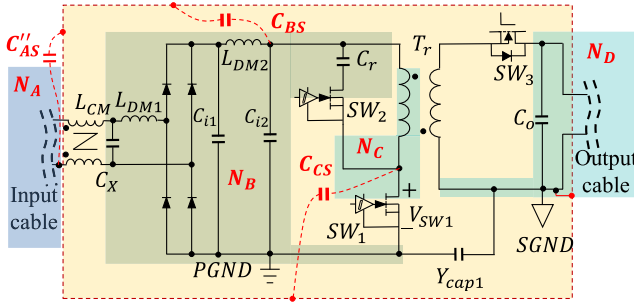 C''AS
CBS
NA
LCM
LDM1
LDM2
Ci1
Ci2
CX
NB
Cr
SW2
Tr
SW3
ND
Co
NC
CCS
SW1
+
VSW1
−
Input
cable
Output
cable
PGND
Ycap1
SGND